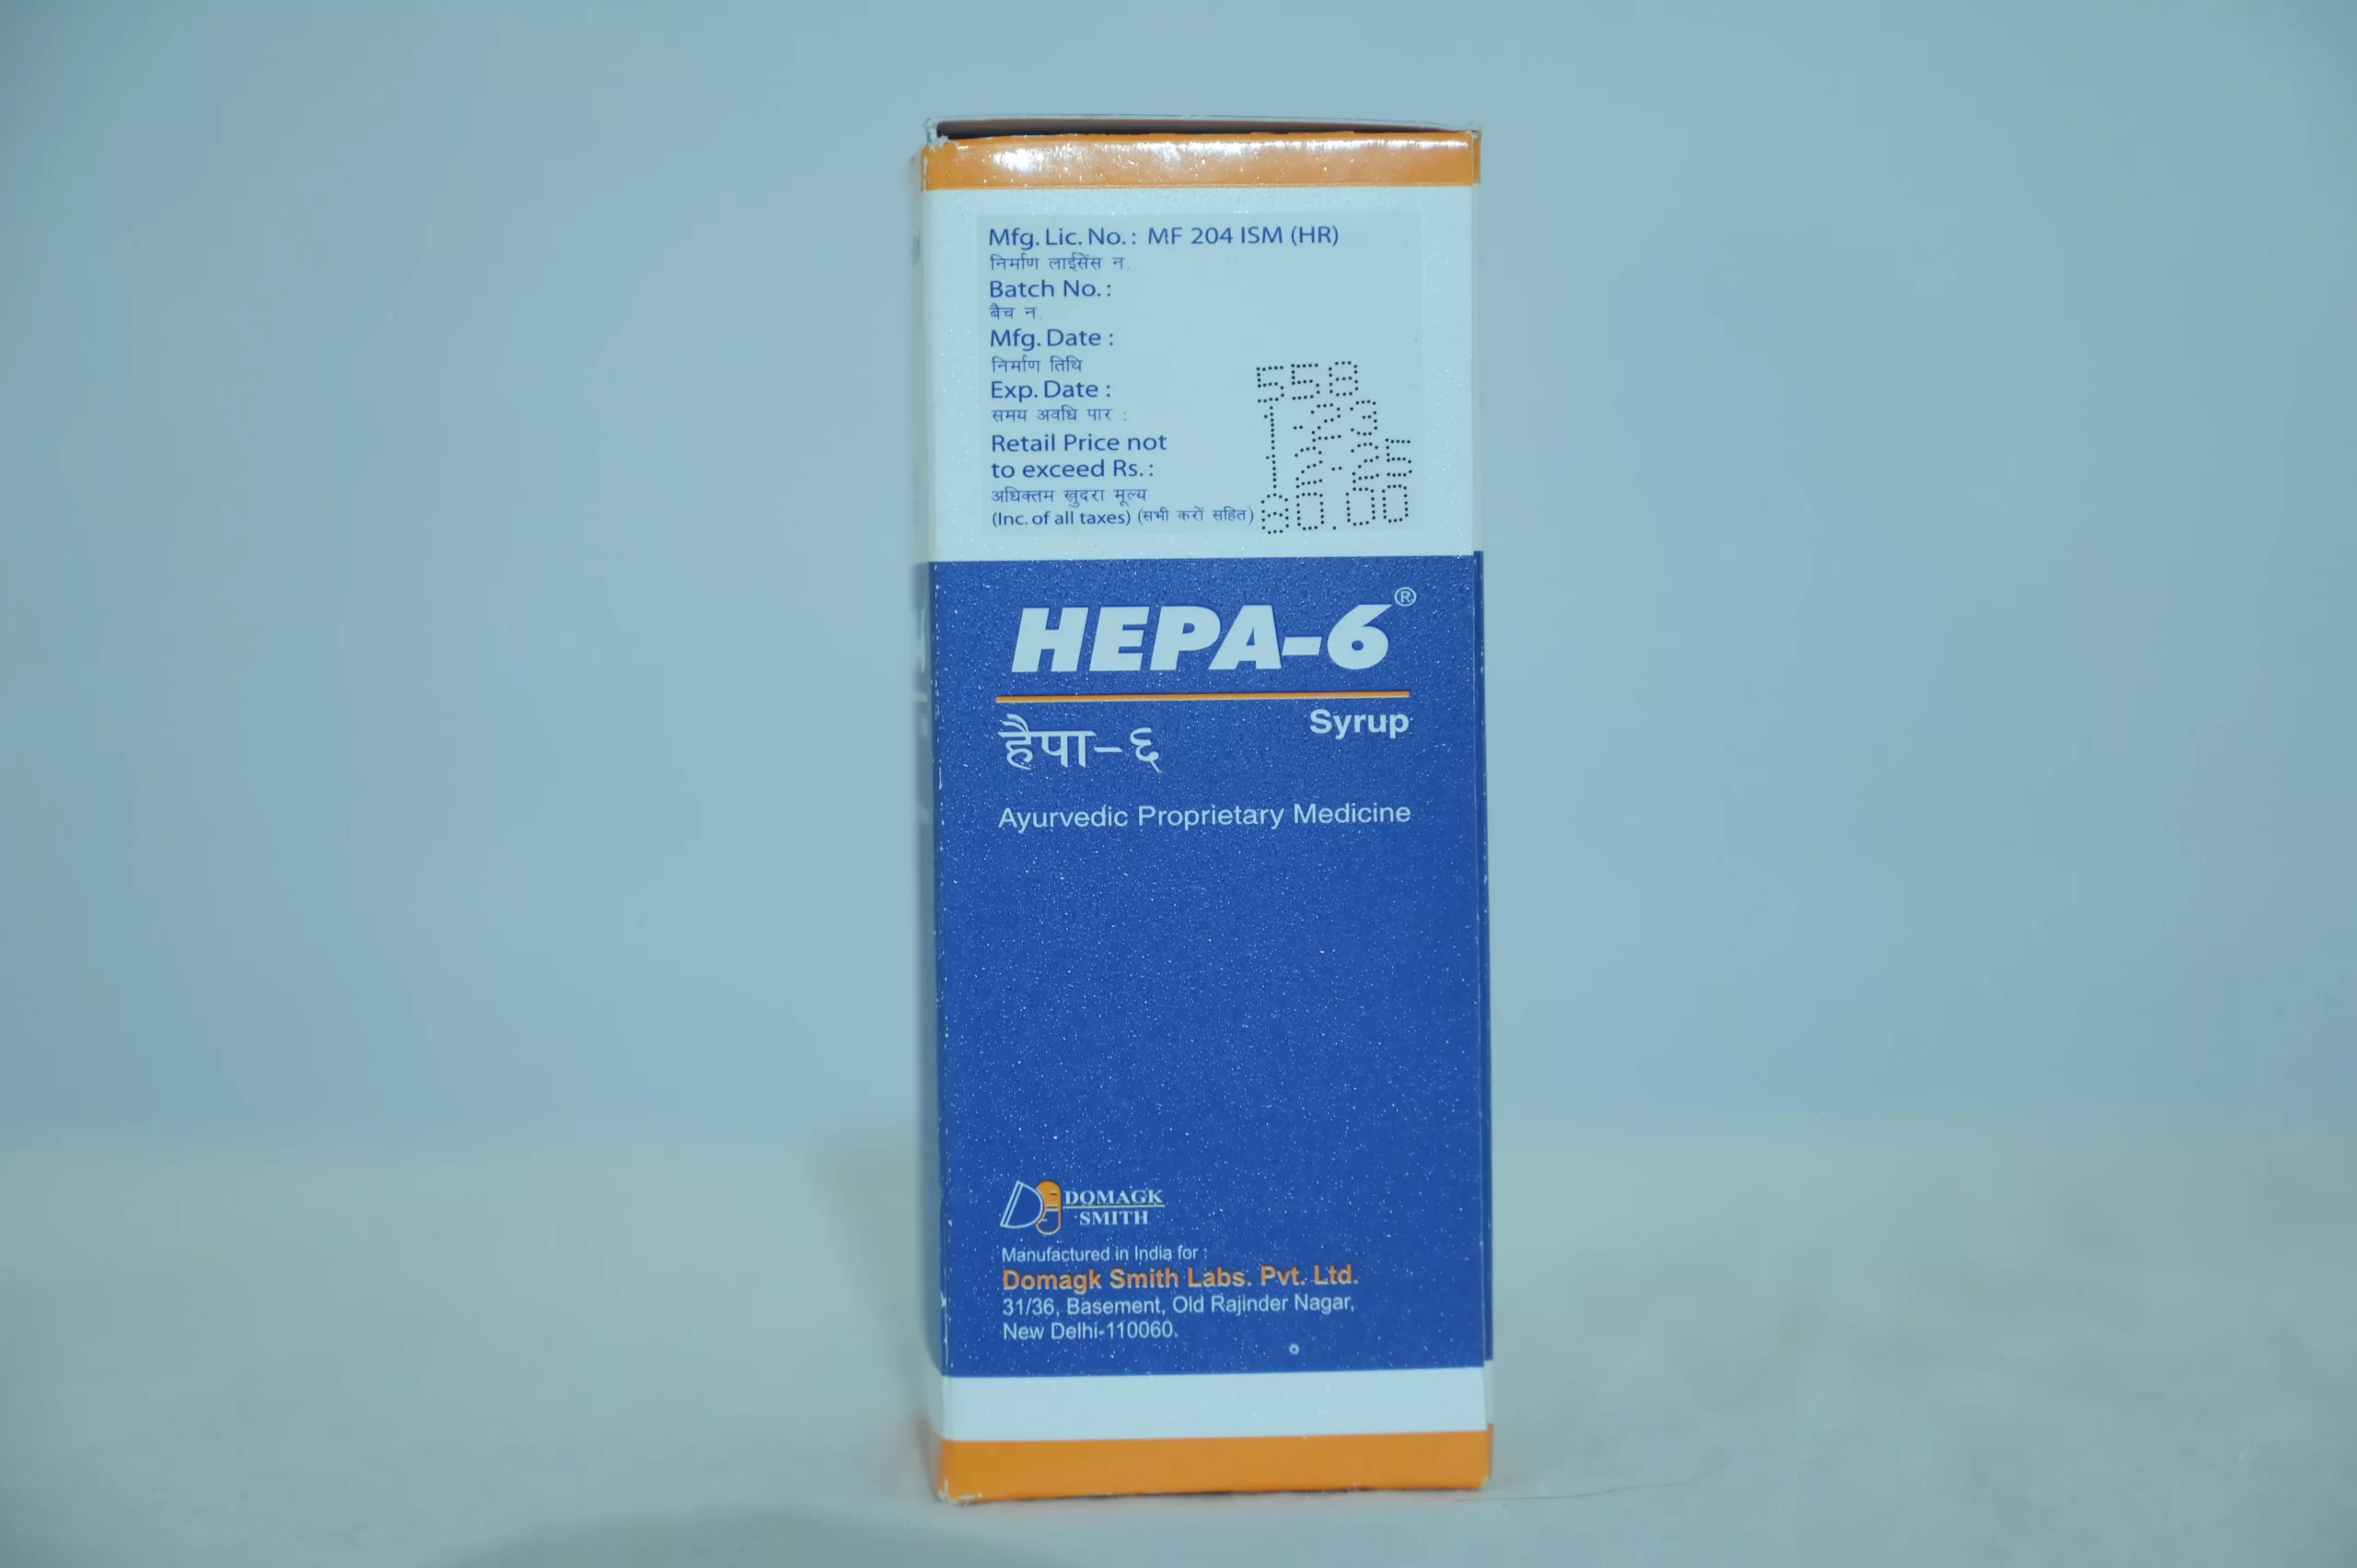 Mfg. Lic. No. : MF 204 ISM (HR)
निर्माण लाईसेंस न.
Batch No. :
बैच न.
Mfg. Date :
निर्माण तिथि
558
Exp. Date :
1-23
समय अवधि पार :
Retail Price not
12-25
to exceed Rs. :
अधिक्तम खुदरा मूल्य
80.00
(Inc. of all taxes) (सभी करों सहित)
HEPA-6®
Syrup
हैपा-६
Ayurvedic Proprietary Medicine
DOMAGK
SMITH
Manufactured in India for :
Domagk Smith Labs. Pvt. Ltd.
31/36, Basement, Old Rajinder Nagar,
New Delhi-110060.